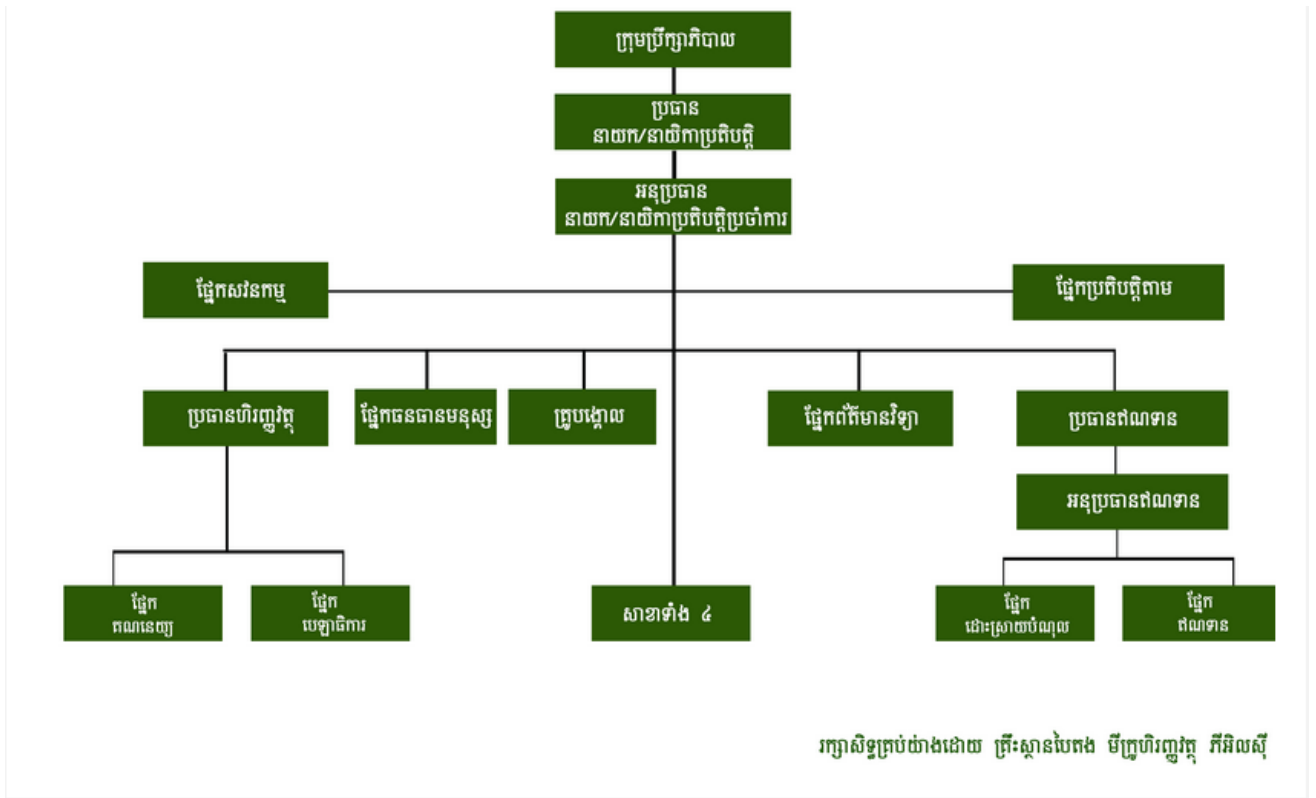 ក្រុមប្រឹក្សាភិបាល
ប្រធាន
នាយក/នាយិកាប្រតិបត្តិ
អនុប្រធាន
នាយក/នាយិកាប្រតិបត្តិប្រចាំការ
ផ្នែកសវនកម្ម
ផ្នែកប្រតិបត្តិតាម
ប្រធានហិរញ្ញវត្ថុ
ផ្នែកធនធានមនុស្ស
គ្រូបង្គោល
ផ្នែកព័ត៌មានវិទ្យា
ប្រធានឥណទាន
អនុប្រធានឥណទាន
ផ្នែក
គណនេយ្យ
ផ្នែក
បេឡាធិការ
សាខាទាំង ៤
ផ្នែក
ដោះស្រាយបំណុល
ផ្នែក
ឥណទាន
រក្សាសិទ្ធគ្រប់យ៉ាងដោយ គ្រឹះស្ថានបៃតង មីក្រូហិរញ្ញវត្ថុ ភីអិលស៊ី